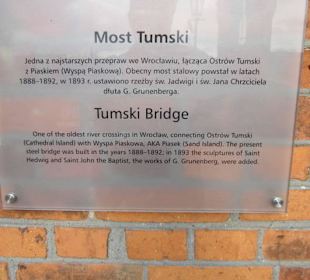 Most Tumski
Jedna z najstarszych przepraw we Wrocławiu, łącząca Ostrów Tumski
z Piaskiem (Wyspą Piaskową). Obecny most stalowy powstał w latach
1888–1892, w 1893 r. ustawiono rzeźby św. Jadwigi i św. Jana Chrzciciela
dłuta G. Grunenberga.
Tumski Bridge
One of the oldest river crossings in Wrocław, connecting Ostrów Tumski
(Cathedral Island) with Wyspa Piaskowa, AKA Piasek (Sand Island). The present
steel bridge was built in the years 1888–1892; in 1893 the sculptures of Saint
Hedwig and Saint John the Baptist, the works of G. Grunenberg, were added.